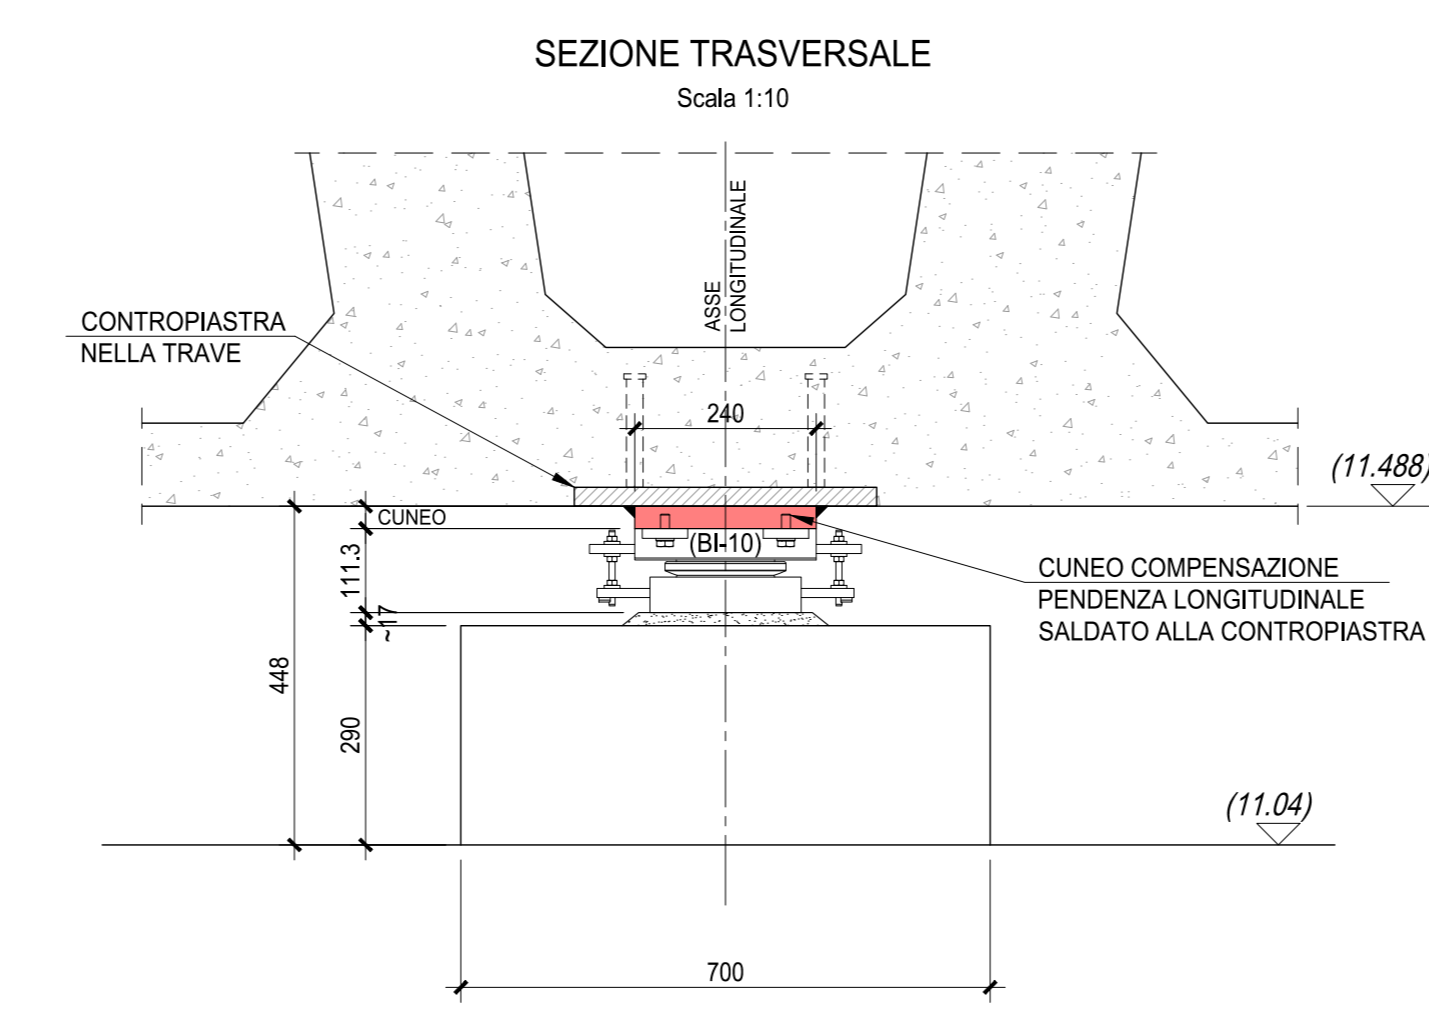 SEZIONE TRASVERSALE
Scala 1:10
ASSE
LONGITUDINALE
CONTROPIASTRA
NELLA TRAVE
240
(11.488)
CUNEO
(BI-10)
111.3
~17
CUNEO COMPENSAZIONE
PENDENZA LONGITUDINALE
SALDATO ALLA CONTROPIASTRA
448
290
(11.04)
700